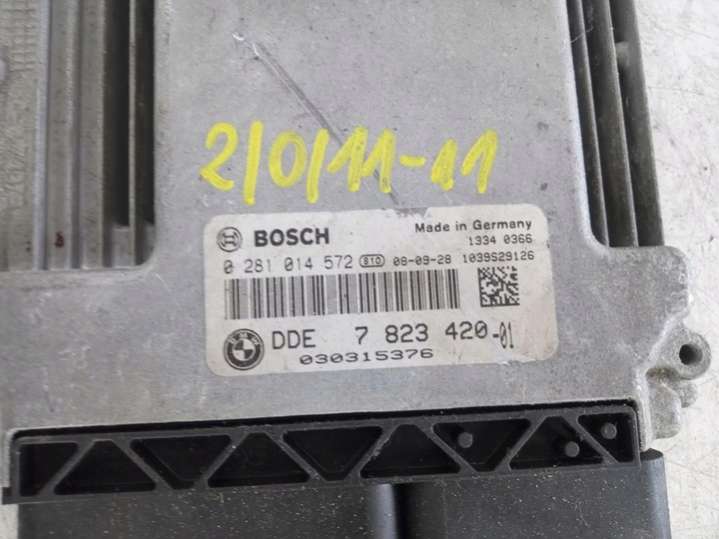 2/0/11-11
BOSCH Made in Germany
1334 0366
0 281 014 572 810 08-09-28 1039S29126
DDE 7 823 420-01
030315376